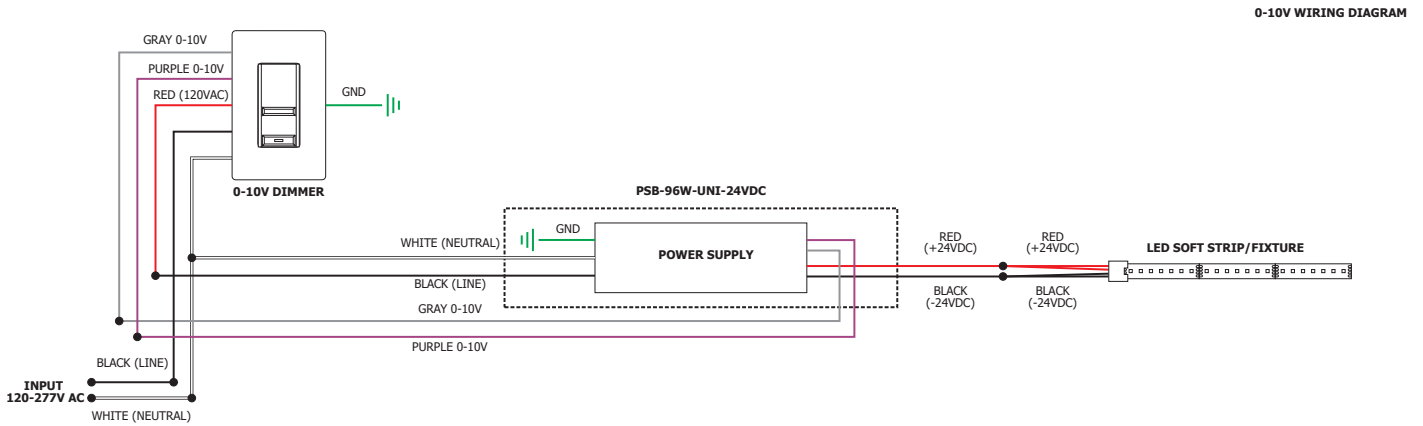 0-10V WIRING DIAGRAM
GRAY 0-10V
PURPLE 0-10V
RED (120VAC)
GND
0-10V DIMMER
PSB-96W-UNI-24VDC
GND
WHITE (NEUTRAL)
POWER SUPPLY
BLACK (LINE)
GRAY 0-10V
PURPLE 0-10V
RED
(+24VDC)
RED
(+24VDC)
LED SOFT STRIP/FIXTURE
BLACK
(-24VDC)
BLACK
(-24VDC)
BLACK (LINE)
INPUT
120-277V AC
WHITE (NEUTRAL)